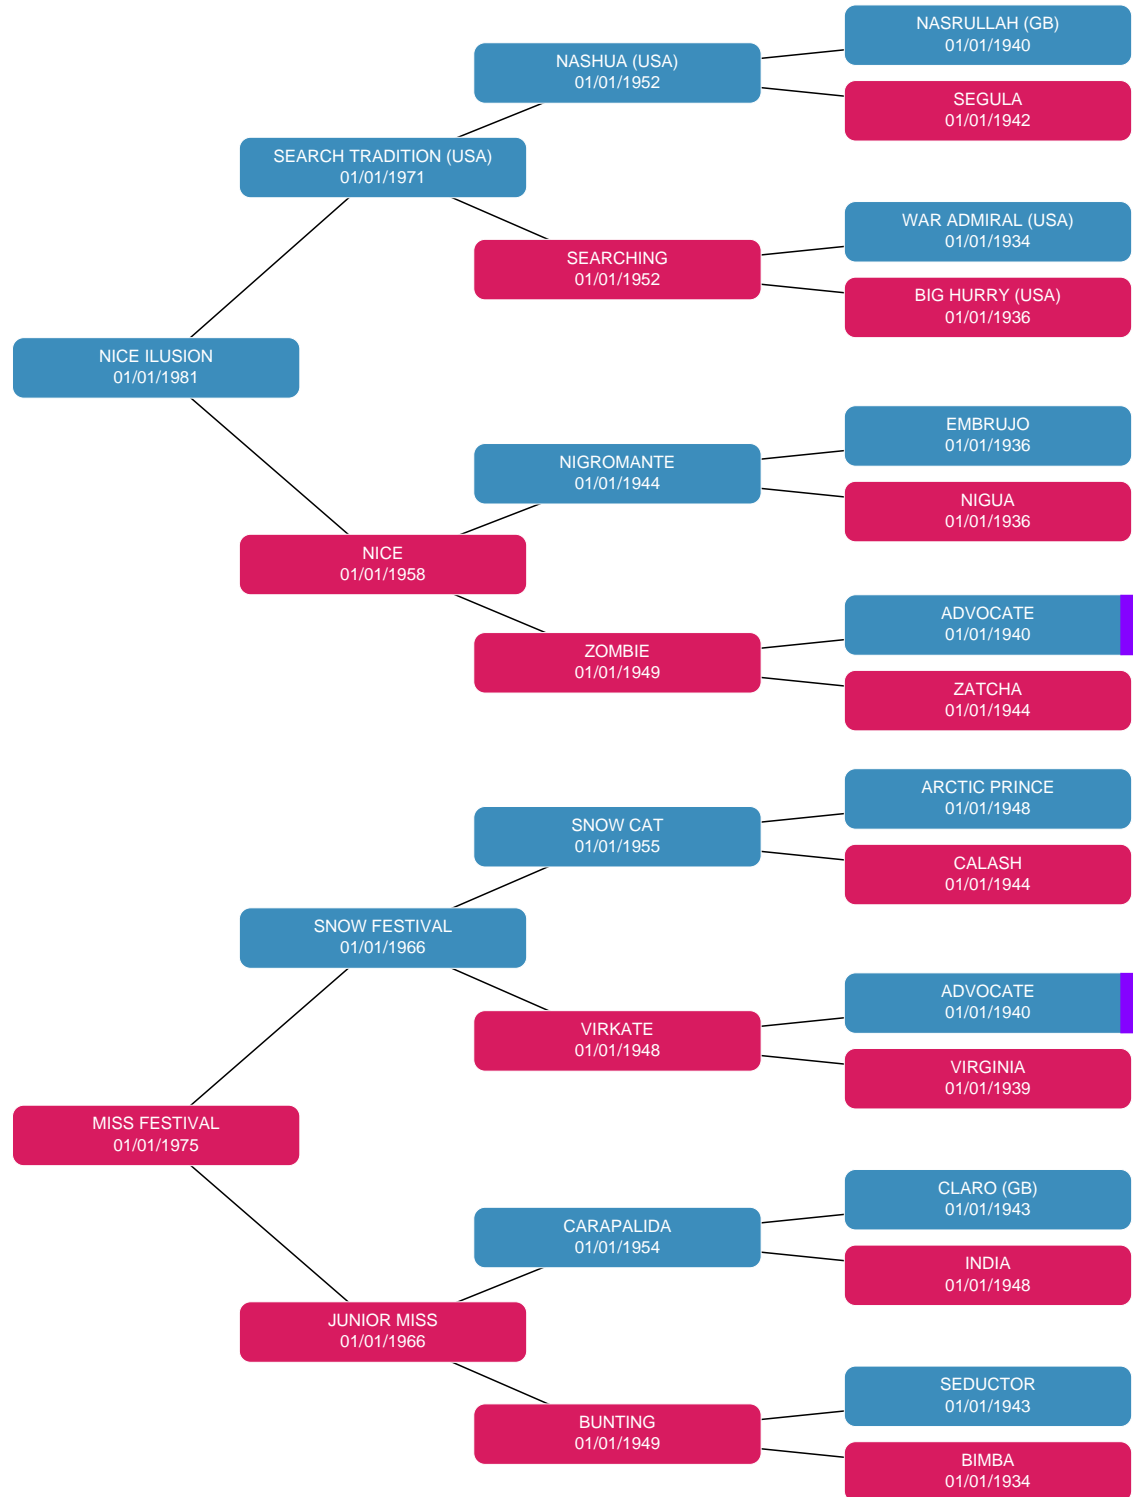 NASRULLAH (GB)
01/01/1940
NASHUA (USA)
01/01/1952
SEGULA
01/01/1942
SEARCH TRADITION (USA)
01/01/1971
WAR ADMIRAL (USA)
01/01/1934
SEARCHING
01/01/1952
BIG HURRY (USA)
01/01/1936
NICE ILUSION
01/01/1981
EMBRUJO
01/01/1936
NIGROMANTE
01/01/1944
NIGUA
01/01/1936
NICE
01/01/1958
ADVOCATE
01/01/1940
ZOMBIE
01/01/1949
ZATCHA
01/01/1944
ARCTIC PRINCE
01/01/1948
SNOW CAT
01/01/1955
CALASH
01/01/1944
SNOW FESTIVAL
01/01/1966
ADVOCATE
01/01/1940
VIRKATE
01/01/1948
VIRGINIA
01/01/1939
MISS FESTIVAL
01/01/1975
CLARO (GB)
01/01/1943
CARAPALIDA
01/01/1954
INDIA
01/01/1948
JUNIOR MISS
01/01/1966
SEDUCTOR
01/01/1943
BUNTING
01/01/1949
BIMBA
01/01/1934